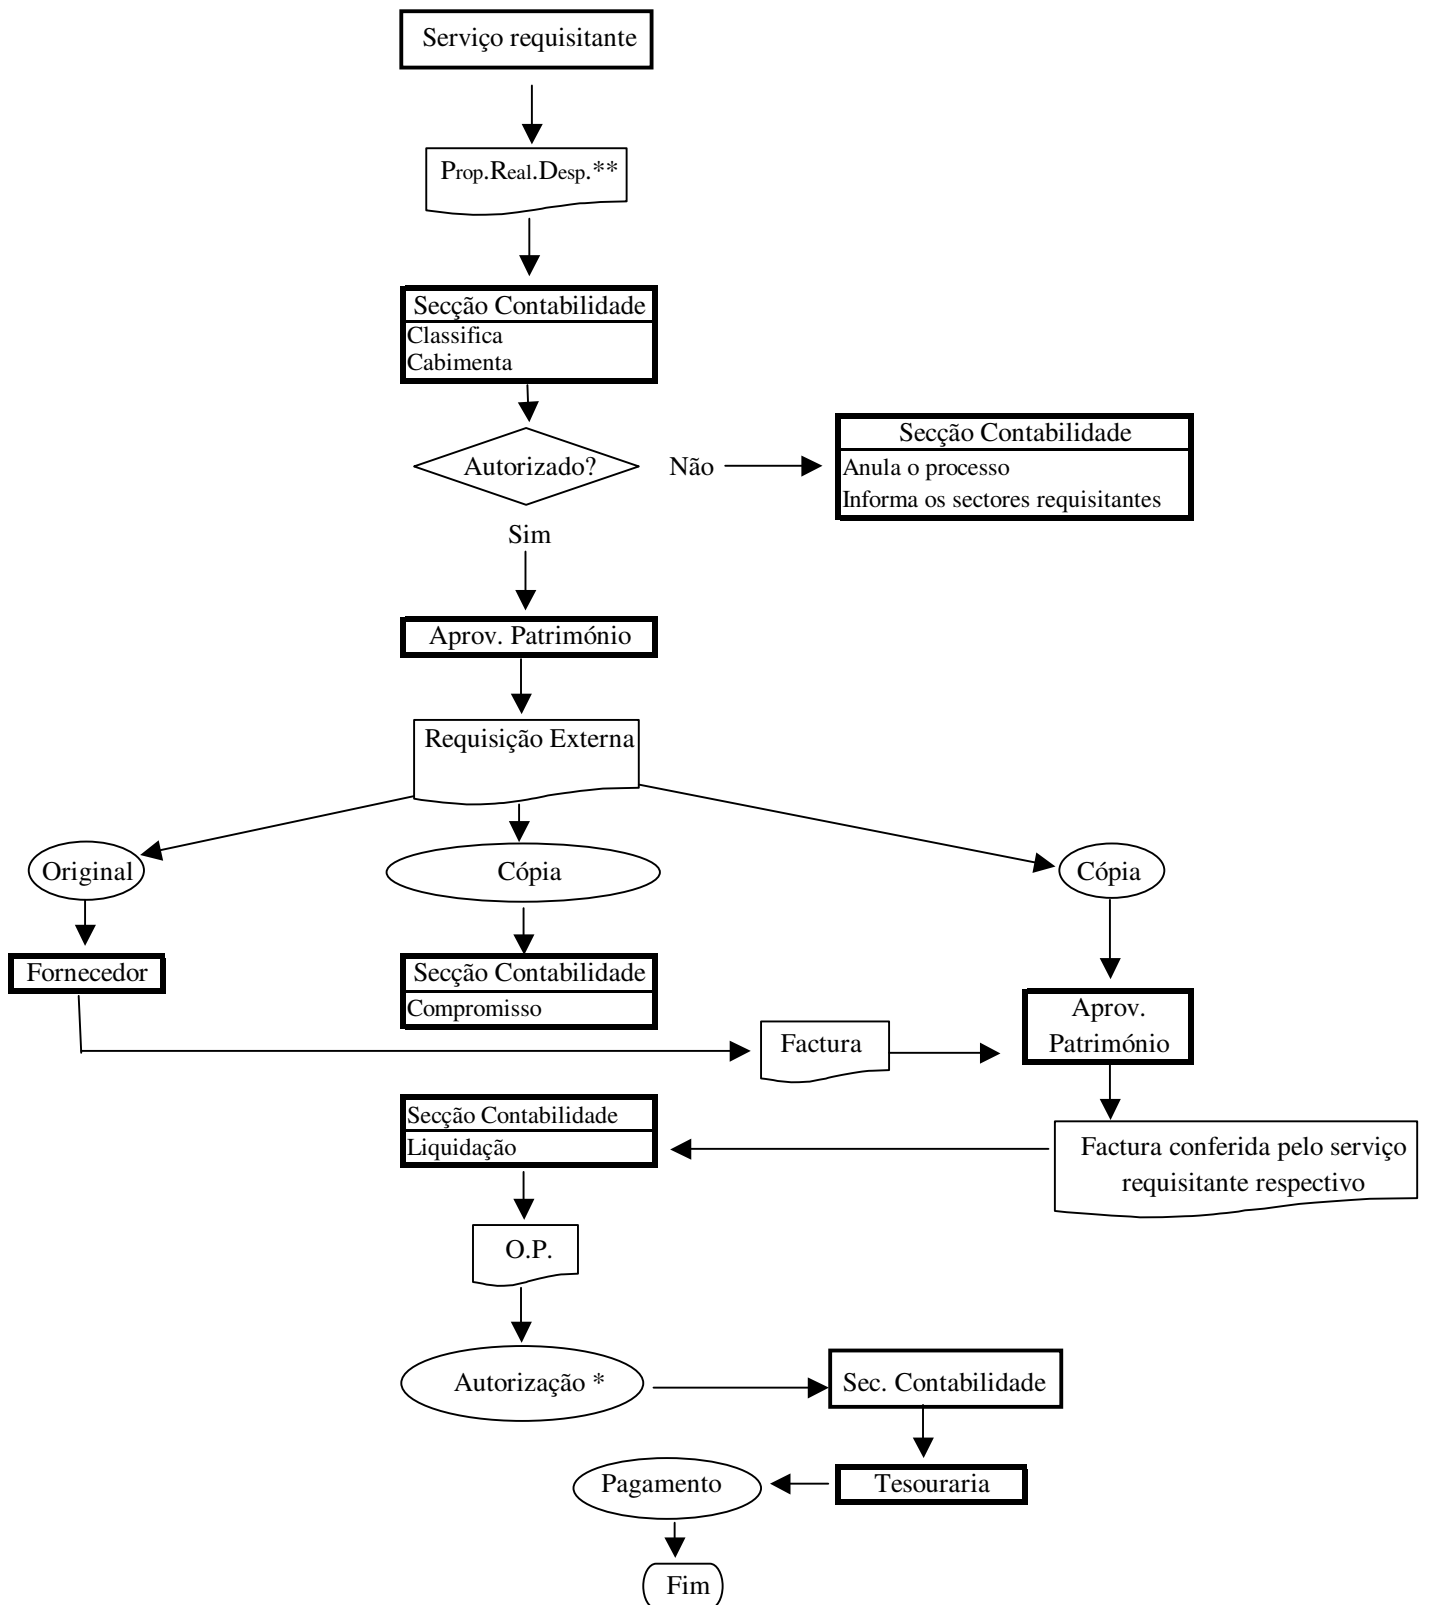 Serviço requisitante
Prop.Real.Desp.**
Secção Contabilidade
Classifica
Cabimenta
Autorizado?
Não
Secção Contabilidade
Anula o processo
Informa os sectores requisitantes
Sim
Aprov. Património
Requisição Externa
Original
Cópia
Cópia
Fornecedor
Secção Contabilidade
Compromisso
Aprov.
Património
Factura
Secção Contabilidade
Liquidação
Factura conferida pelo serviço
requisitante respectivo
O.P.
Autorização *
Sec. Contabilidade
Pagamento
Tesouraria
Fim